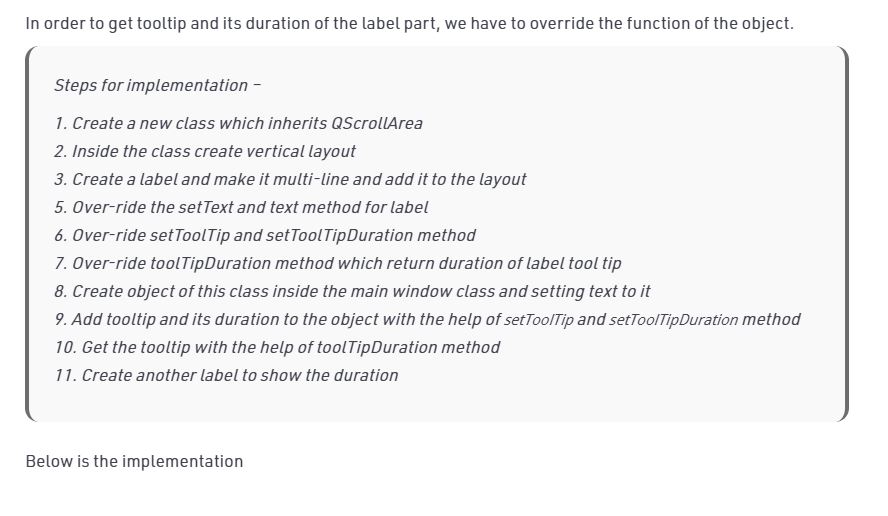 In order to get tooltip and its duration of the label part, we have to override the function of the object.
Steps for implementation –
1. Create a new class which inherits QScrollArea
2. Inside the class create vertical layout
3. Create a label and make it multi-line and add it to the layout
5. Over-ride the setText and text method for label
6. Over-ride setToolTip and setToolTipDuration method
7. Over-ride toolTipDuration method which return duration of label tool tip
8. Create object of this class inside the main window class and setting text to it
9. Add tooltip and its duration to the object with the help of setToolTip and setToolTipDuration method
10. Get the tooltip with the help of toolTipDuration method
11. Create another label to show the duration
Below is the implementation